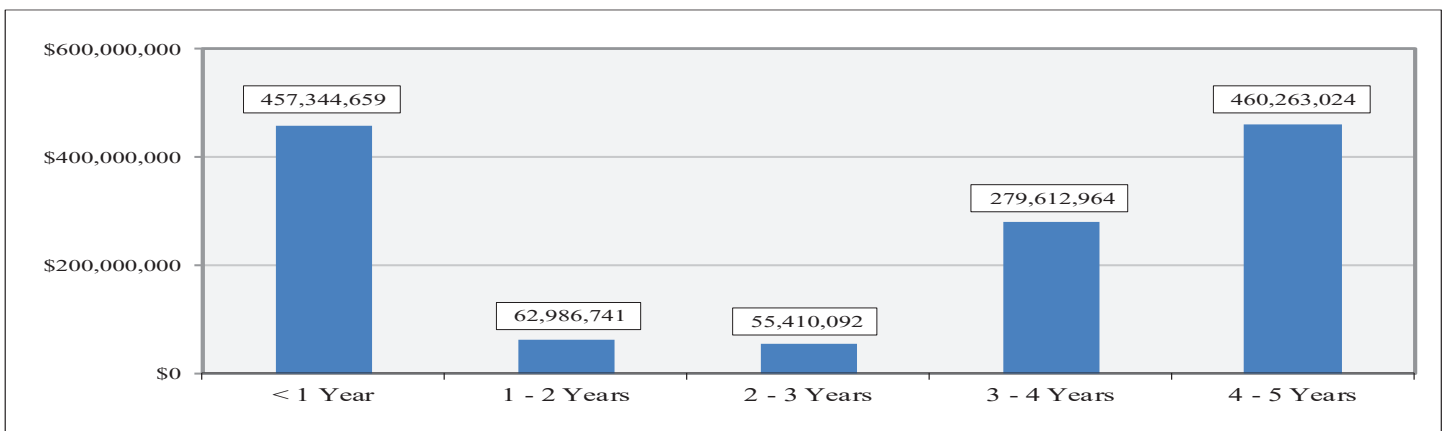 $600,000,000
457,344,659
460,263,024
$400,000,000
279,612,964
$200,000,000
62,986,741
55,410,092
$0
< 1 Year
1 - 2 Years
2 - 3 Years
3 - 4 Years
4 - 5 Years